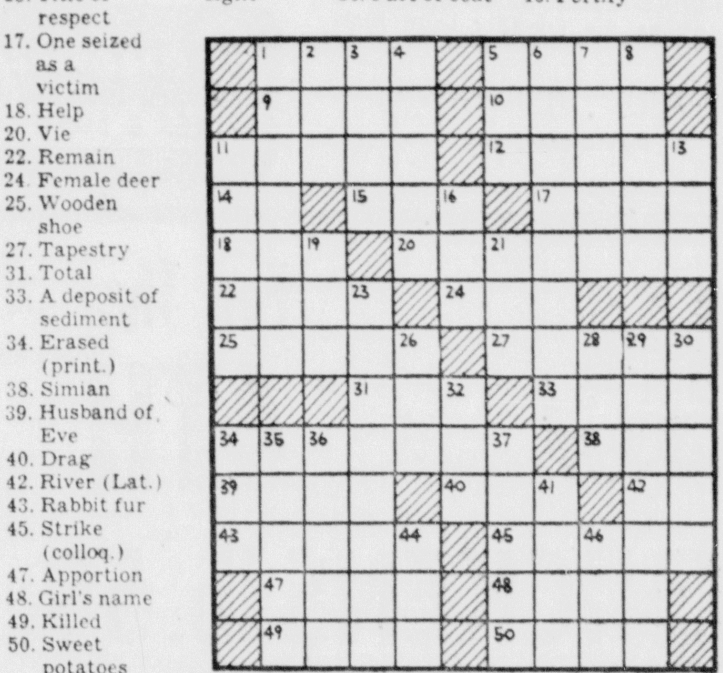 respect
17. One seized
as a
victim
18. Help
20. Vie
22. Remain
24. Female deer
25. Wooden
shoe
27. Tapestry
31. Total
33. A deposit of
sediment
34. Erased
(print.)
38. Simian
39. Husband of
Eve
40. Drag
42. River (Lat.)
43. Rabbit fur
45. Strike
(colloq.)
47. Apportion
48. Girl's name
49. Killed
50. Sweet
potatoes
1 2 3 4 5 6 7 8
9 10
11 12 13
14 15 16 17
18 19 20 21
22 23 24
25 26 27 28 29 30
31 32 33
34 35 36 37 38
39 40 41 42
43 44 45 46
47 48
49 50